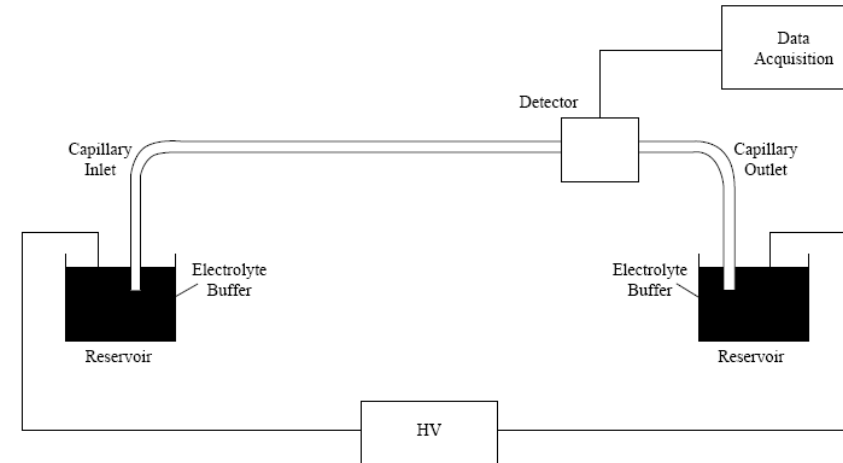 Data
Acquisition
Detector
Capillary
Inlet
Capillary
Outlet
Electrolyte
Buffer
Electrolyte
Buffer
Reservoir
Reservoir
HV